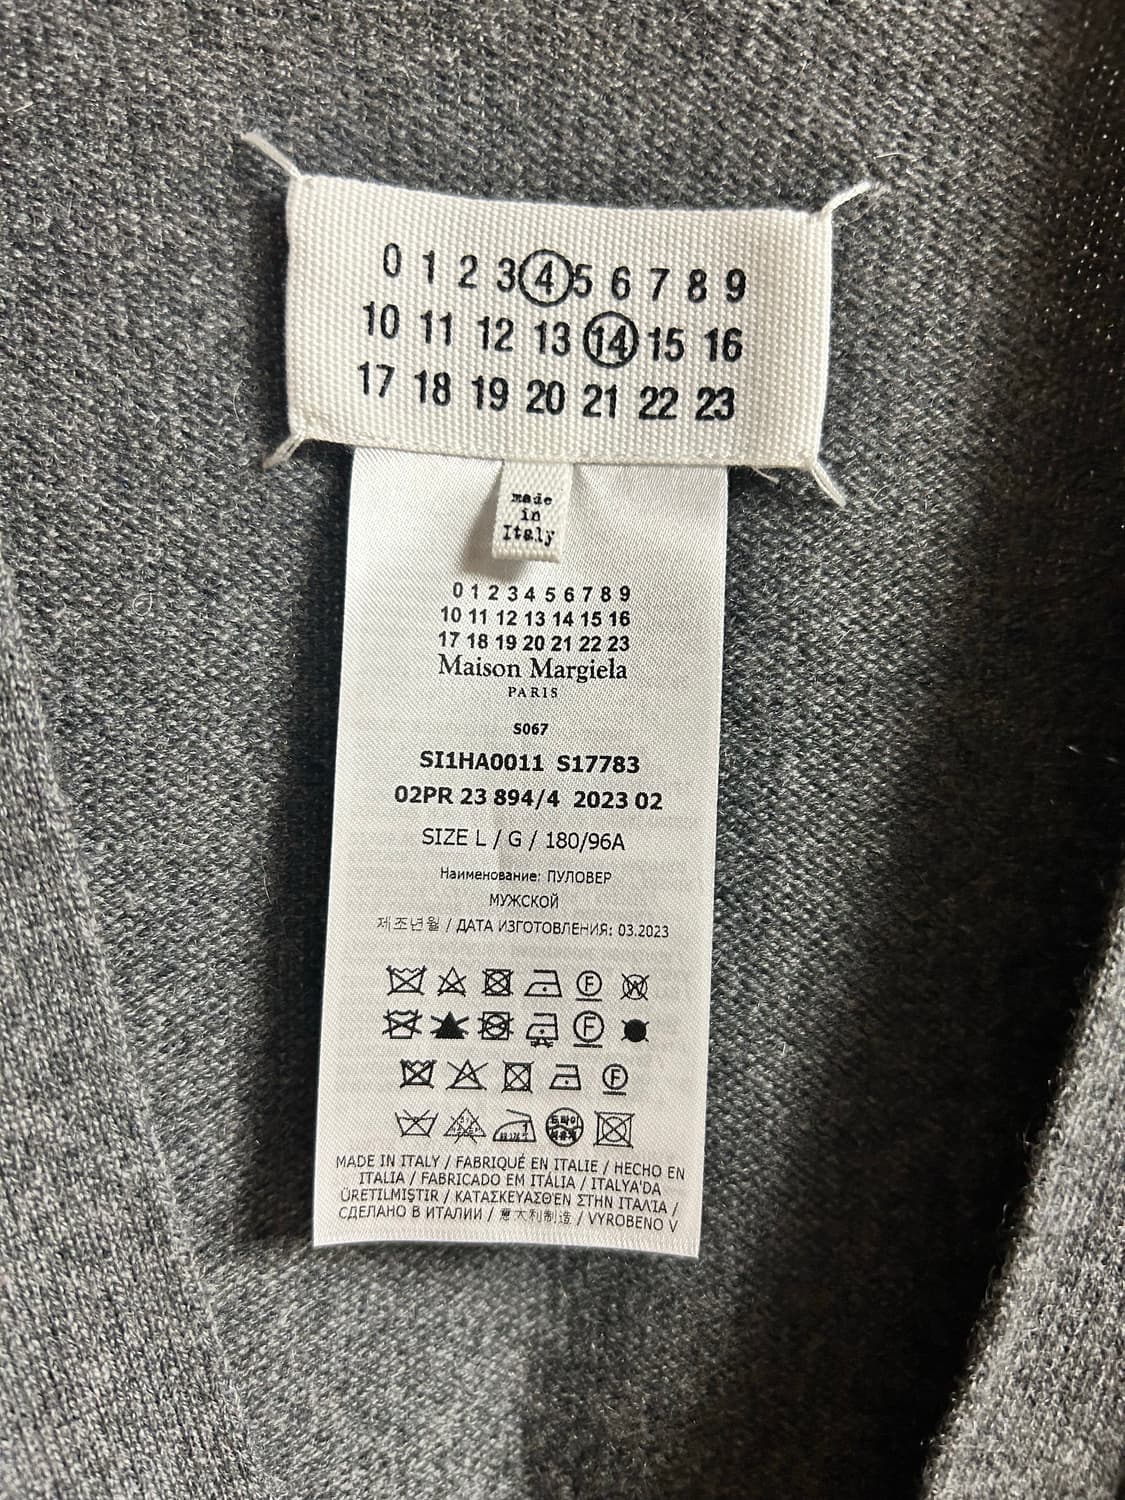 0 1 2 3 4 5 6 7 8 9
10 11 12 13 14 15 16
17 18 19 20 21 22 23
made
in
Italy
0 1 2 3 4 5 6 7 8 9
10 11 12 13 14 15 16
17 18 19 20 21 22 23
Maison Margiela
PARIS
S067
SI1HA0011 S17783
02PR 23 894/4 2023 02
SIZE L / G / 180/96A
Наименование: ПУЛОВЕР
МУЖСКОЙ
제조년월 / ДАТА ИЗГОТОВЛЕНИЯ: 03.2023
F W
F
F
드라이
MADE IN ITALY / FABRIQUÉ EN ITALIE / HECHO EN
ITALIA / FABRICADO EM ITÁLIA / ITALYA'DA
ÜRETILMIŞTIR / ΚΑΤΑΣΚΕΥΑΣΘΈΝ ΣΤΗΝ ΙΤΑΛΊΑ /
СДЕЛАНО В ИТАЛИИ / 意大利制造 / VYROBENO V